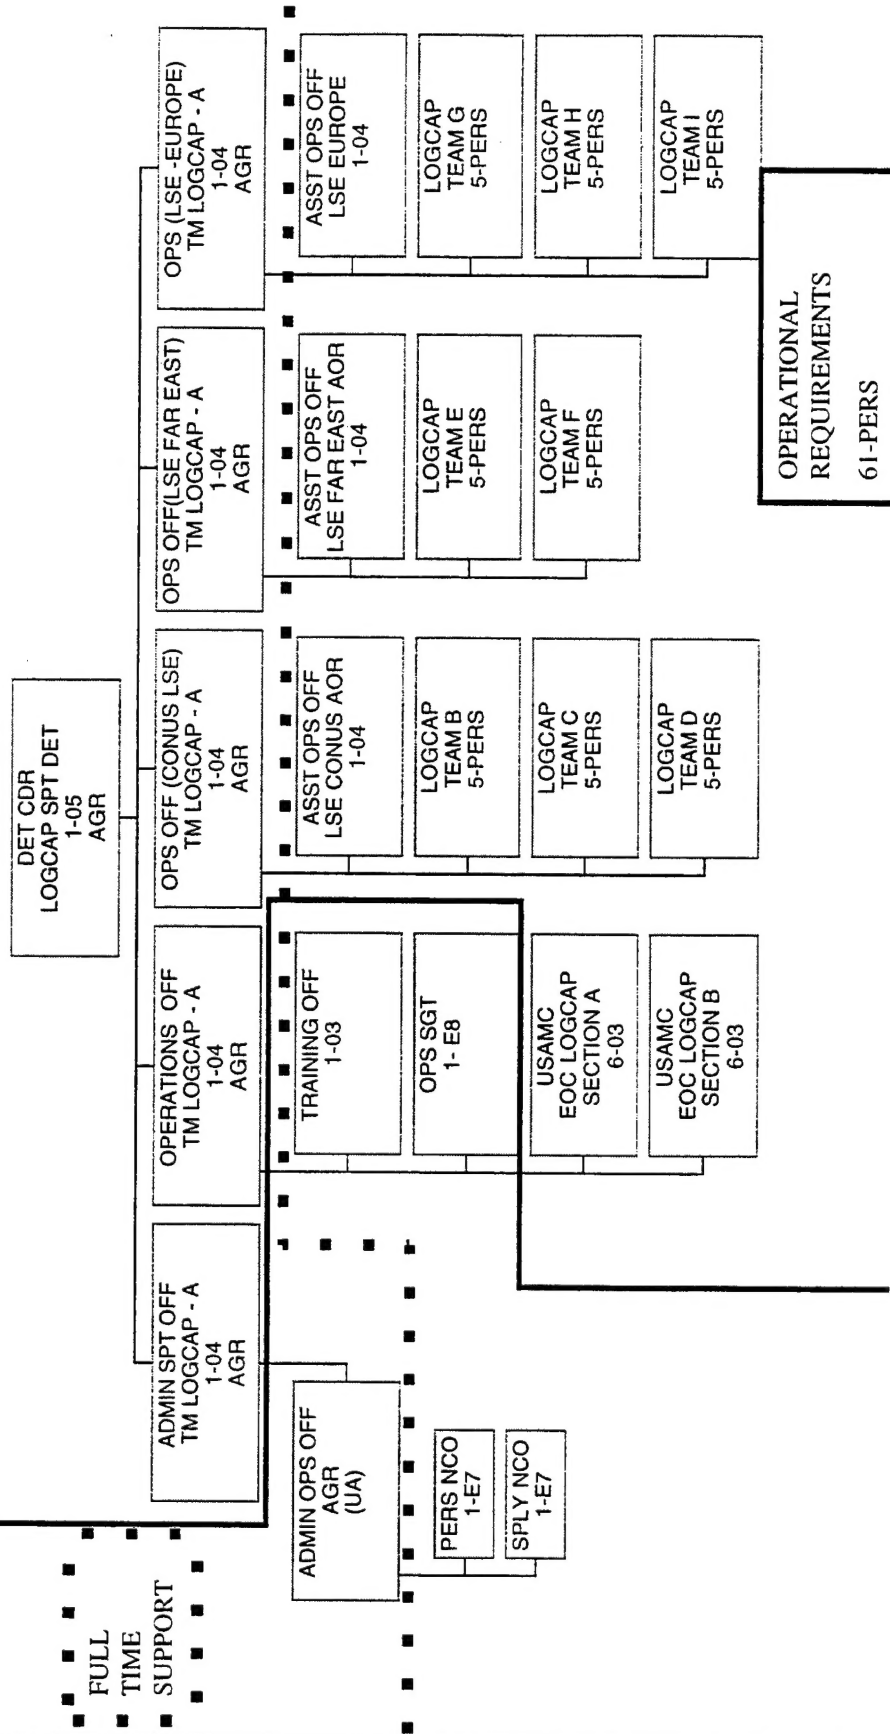 DET CDR
LOGCAP SPT DET
1-05
AGR
ADMIN SPT OFF
TM LOGCAP - A
1-04
AGR
OPERATIONS OFF
TM LOGCAP - A
1-04
AGR
OPS OFF (CONUS LSE)
TM LOGCAP - A
1-04
AGR
OPS OFF(LSE FAR EAST)
TM LOGCAP - A
1-04
AGR
OPS (LSE -EUROPE)
TM LOGCAP - A
1-04
AGR
FULL
TIME
SUPPORT
ADMIN OPS OFF
AGR
(UA)
PERS NCO
1-E7
SPLY NCO
1-E7
TRAINING OFF
1-03
OPS SGT
1- E8
USAMC
EOC LOGCAP
SECTION A
6-03
USAMC
EOC LOGCAP
SECTION B
6-03
ASST OPS OFF
LSE CONUS AOR
1-04
LOGCAP
TEAM B
5-PERS
LOGCAP
TEAM C
5-PERS
LOGCAP
TEAM D
5-PERS
ASST OPS OFF
LSE FAR EAST AOR
1-04
LOGCAP
TEAM E
5-PERS
LOGCAP
TEAM F
5-PERS
ASST OPS OFF
LSE EUROPE
1-04
LOGCAP
TEAM G
5-PERS
LOGCAP
TEAM H
5-PERS
LOGCAP
TEAM I
5-PERS
OPERATIONAL
REQUIREMENTS
61-PERS